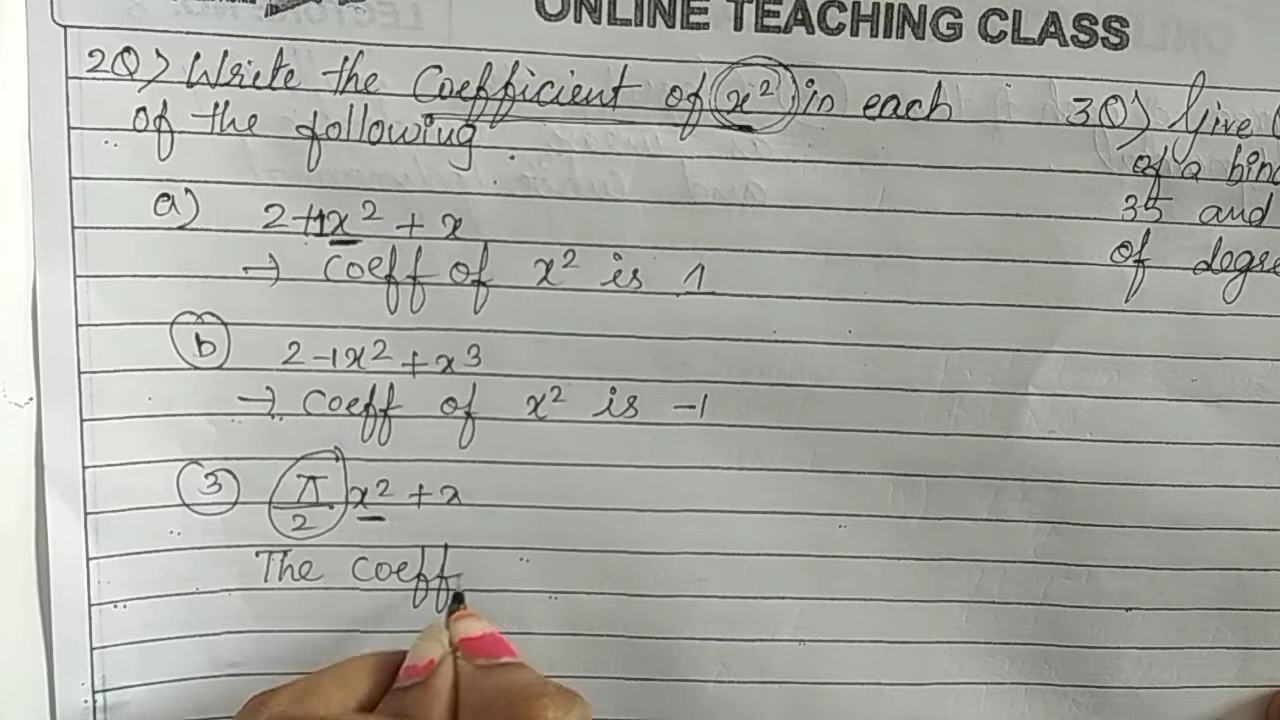 ONLINE TEACHING CLASS
2Q) Write the Coefficient of x² in each
of the following.
a) 2+1x² + x
→ coeff of x² is 1
b 2-1x² + x³
→ coeff of x² is -1
3 π/2 x² + x
The coeff
3Q) Give
of a
35 and
of